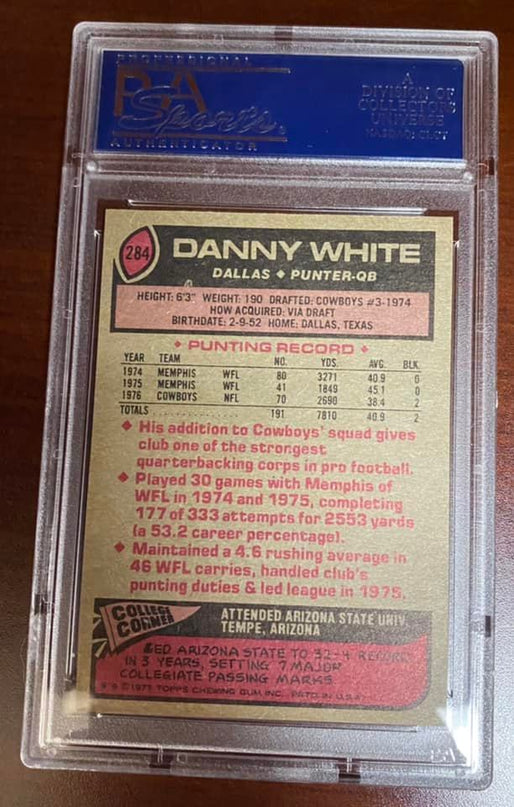 PROFESSIONAL
PSA
Sports
AUTHENTICATOR
A
DIVISION OF
COLLECTORS
UNIVERSE
NASDAQ: CLCT
284
DANNY WHITE
DALLAS ♦ PUNTER-QB
HEIGHT: 6'3" WEIGHT: 190 DRAFTED: COWBOYS #3-1974
HOW ACQUIRED: VIA DRAFT
BIRTHDATE: 2-9-52 HOME: DALLAS, TEXAS
♦ PUNTING RECORD ♦
YEAR TEAM NO. YDS. AVG. BLK.
1974 MEMPHIS WFL 80 3271 40.9 0
1975 MEMPHIS WFL 41 1849 45.1 0
1976 COWBOYS NFL 70 2690 38.4 2
TOTALS 191 7810 40.9 2
♦ His addition to Cowboys' squad gives
club one of the strongest
quarterbacking corps in pro football.
♦ Played 30 games with Memphis of
WFL in 1974 and 1975, completing
177 of 333 attempts for 2553 yards
(a 53.2 career percentage).
♦ Maintained a 4.6 rushing average in
46 WFL carries, handled club's
punting duties & led league in 1975.
COLLEGE
CORNER
ATTENDED ARIZONA STATE UNIV.
TEMPE, ARIZONA
LED ARIZONA STATE TO 32-4 RECORD
IN 3 YEARS, SETTING 7 MAJOR
COLLEGIATE PASSING MARKS
© 1977 TOPPS CHEWING GUM, INC. PRTD. IN U.S.A.